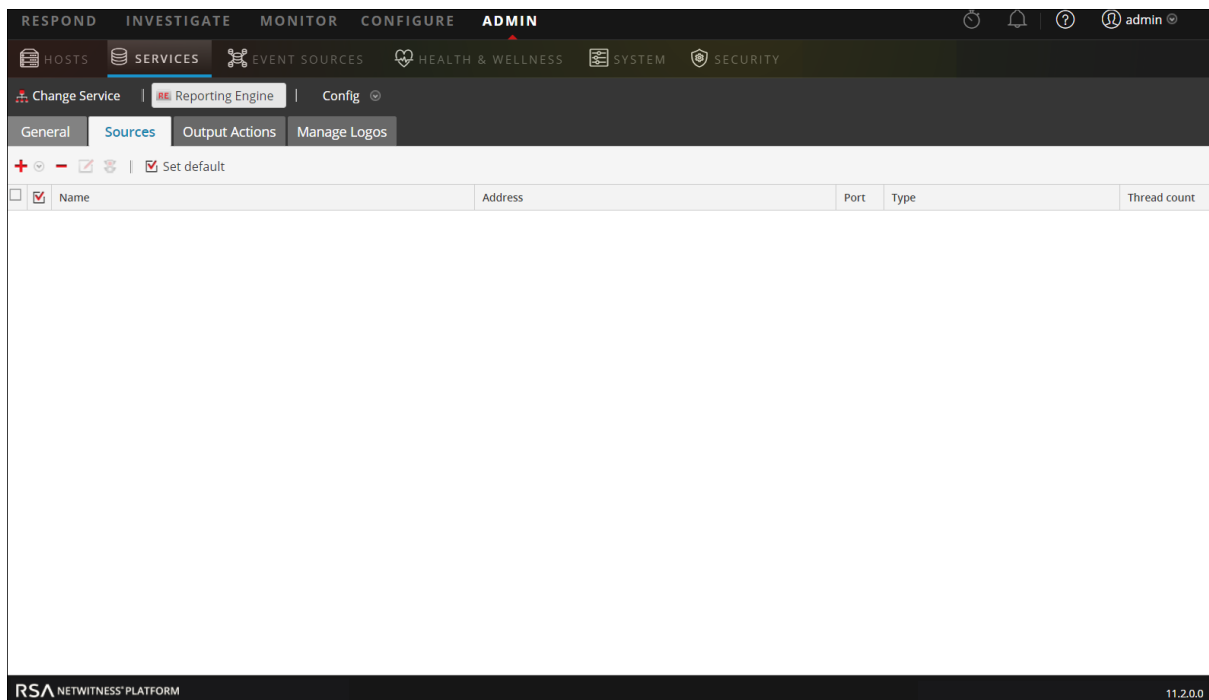 RESPOND INVESTIGATE MONITOR CONFIGURE ADMIN admin
HOSTS SERVICES EVENT SOURCES HEALTH & WELLNESS SYSTEM SECURITY
Change Service | RE Reporting Engine | Config
General Sources Output Actions Manage Logos
Set default
Name Address Port Type Thread count
RSA NETWITNESS® PLATFORM 11.2.0.0